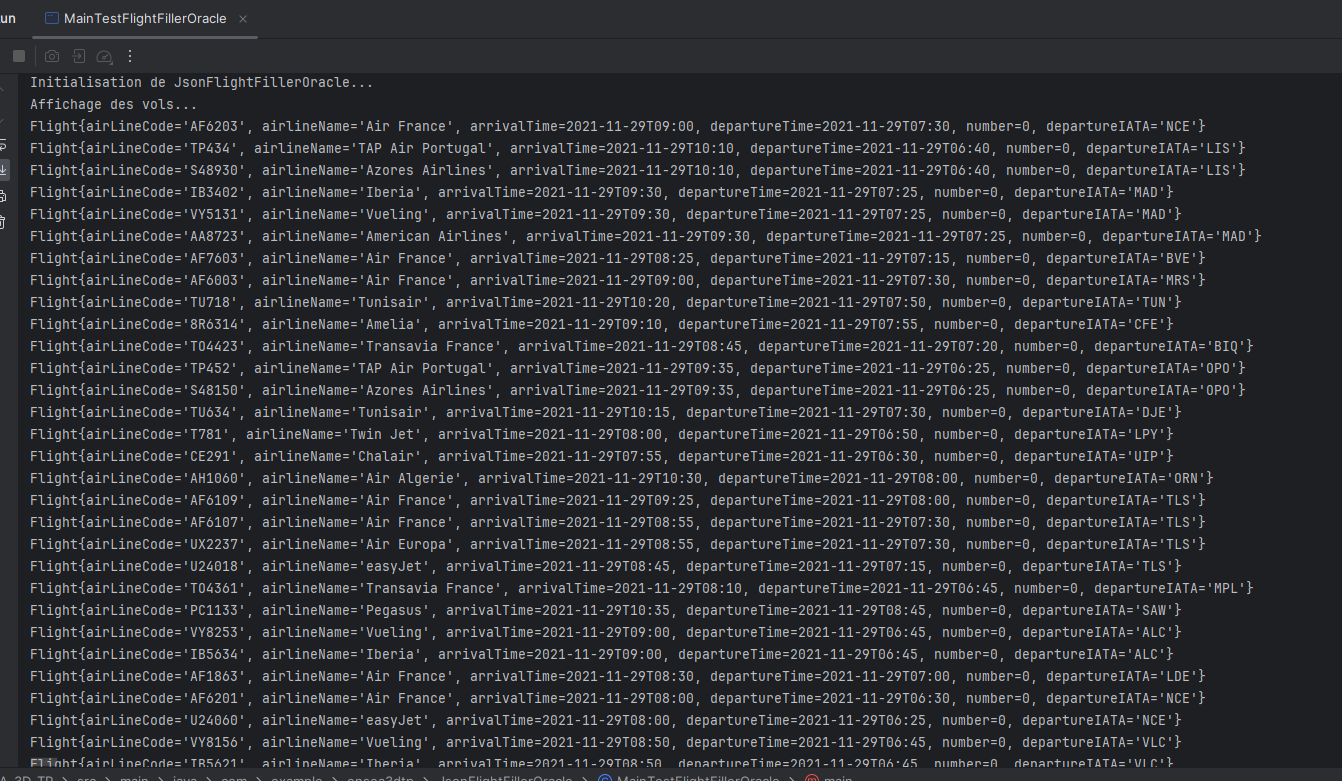 un MainTestFlightFillerOracle
Initialisation de JsonFlightFillerOracle...
Affichage des vols...
Flight{airLineCode='AF6203', airlineName='Air France', arrivalTime=2021-11-29T09:00, departureTime=2021-11-29T07:30, number=0, departureIATA='NCE'}
Flight{airLineCode='TP434', airlineName='TAP Air Portugal', arrivalTime=2021-11-29T10:10, departureTime=2021-11-29T06:40, number=0, departureIATA='LIS'}
Flight{airLineCode='S48930', airlineName='Azores Airlines', arrivalTime=2021-11-29T10:10, departureTime=2021-11-29T06:40, number=0, departureIATA='LIS'}
Flight{airLineCode='IB3402', airlineName='Iberia', arrivalTime=2021-11-29T09:30, departureTime=2021-11-29T07:25, number=0, departureIATA='MAD'}
Flight{airLineCode='VY5131', airlineName='Vueling', arrivalTime=2021-11-29T09:30, departureTime=2021-11-29T07:25, number=0, departureIATA='MAD'}
Flight{airLineCode='AA8723', airlineName='American Airlines', arrivalTime=2021-11-29T09:30, departureTime=2021-11-29T07:25, number=0, departureIATA='MAD'}
Flight{airLineCode='AF7603', airlineName='Air France', arrivalTime=2021-11-29T08:25, departureTime=2021-11-29T07:15, number=0, departureIATA='BVE'}
Flight{airLineCode='AF6003', airlineName='Air France', arrivalTime=2021-11-29T09:00, departureTime=2021-11-29T07:30, number=0, departureIATA='MRS'}
Flight{airLineCode='TU718', airlineName='Tunisair', arrivalTime=2021-11-29T10:20, departureTime=2021-11-29T07:50, number=0, departureIATA='TUN'}
Flight{airLineCode='8R6314', airlineName='Amelia', arrivalTime=2021-11-29T09:10, departureTime=2021-11-29T07:55, number=0, departureIATA='CFE'}
Flight{airLineCode='TO4423', airlineName='Transavia France', arrivalTime=2021-11-29T08:45, departureTime=2021-11-29T07:20, number=0, departureIATA='BIQ'}
Flight{airLineCode='TP452', airlineName='TAP Air Portugal', arrivalTime=2021-11-29T09:35, departureTime=2021-11-29T06:25, number=0, departureIATA='OPO'}
Flight{airLineCode='S48150', airlineName='Azores Airlines', arrivalTime=2021-11-29T09:35, departureTime=2021-11-29T06:25, number=0, departureIATA='OPO'}
Flight{airLineCode='TU634', airlineName='Tunisair', arrivalTime=2021-11-29T10:15, departureTime=2021-11-29T07:30, number=0, departureIATA='DJE'}
Flight{airLineCode='T781', airlineName='Twin Jet', arrivalTime=2021-11-29T08:00, departureTime=2021-11-29T06:50, number=0, departureIATA='LPY'}
Flight{airLineCode='CE291', airlineName='Chalair', arrivalTime=2021-11-29T07:55, departureTime=2021-11-29T06:30, number=0, departureIATA='UIP'}
Flight{airLineCode='AH1060', airlineName='Air Algerie', arrivalTime=2021-11-29T10:30, departureTime=2021-11-29T08:00, number=0, departureIATA='ORN'}
Flight{airLineCode='AF6109', airlineName='Air France', arrivalTime=2021-11-29T09:25, departureTime=2021-11-29T08:00, number=0, departureIATA='TLS'}
Flight{airLineCode='AF6107', airlineName='Air France', arrivalTime=2021-11-29T08:55, departureTime=2021-11-29T07:30, number=0, departureIATA='TLS'}
Flight{airLineCode='UX2237', airlineName='Air Europa', arrivalTime=2021-11-29T08:55, departureTime=2021-11-29T07:30, number=0, departureIATA='TLS'}
Flight{airLineCode='U24018', airlineName='easyJet', arrivalTime=2021-11-29T08:45, departureTime=2021-11-29T07:15, number=0, departureIATA='TLS'}
Flight{airLineCode='TO4361', airlineName='Transavia France', arrivalTime=2021-11-29T08:10, departureTime=2021-11-29T06:45, number=0, departureIATA='MPL'}
Flight{airLineCode='PC1133', airlineName='Pegasus', arrivalTime=2021-11-29T10:35, departureTime=2021-11-29T08:45, number=0, departureIATA='SAW'}
Flight{airLineCode='VY8253', airlineName='Vueling', arrivalTime=2021-11-29T09:00, departureTime=2021-11-29T06:45, number=0, departureIATA='ALC'}
Flight{airLineCode='IB5634', airlineName='Iberia', arrivalTime=2021-11-29T09:00, departureTime=2021-11-29T06:45, number=0, departureIATA='ALC'}
Flight{airLineCode='AF1863', airlineName='Air France', arrivalTime=2021-11-29T08:30, departureTime=2021-11-29T07:00, number=0, departureIATA='LDE'}
Flight{airLineCode='AF6201', airlineName='Air France', arrivalTime=2021-11-29T08:00, departureTime=2021-11-29T06:30, number=0, departureIATA='NCE'}
Flight{airLineCode='U24060', airlineName='easyJet', arrivalTime=2021-11-29T08:00, departureTime=2021-11-29T06:25, number=0, departureIATA='NCE'}
Flight{airLineCode='VY8156', airlineName='Vueling', arrivalTime=2021-11-29T08:50, departureTime=2021-11-29T06:45, number=0, departureIATA='VLC'}
Flight{airLineCode='IB5621', airlineName='Iberia', arrivalTime=2021-11-29T08:50, departureTime=2021-11-29T06:45, number=0, departureIATA='VLC'}
src > main > java > com > example > > JsonFlightFillerOracle > MainTestFlightFillerOracle > main